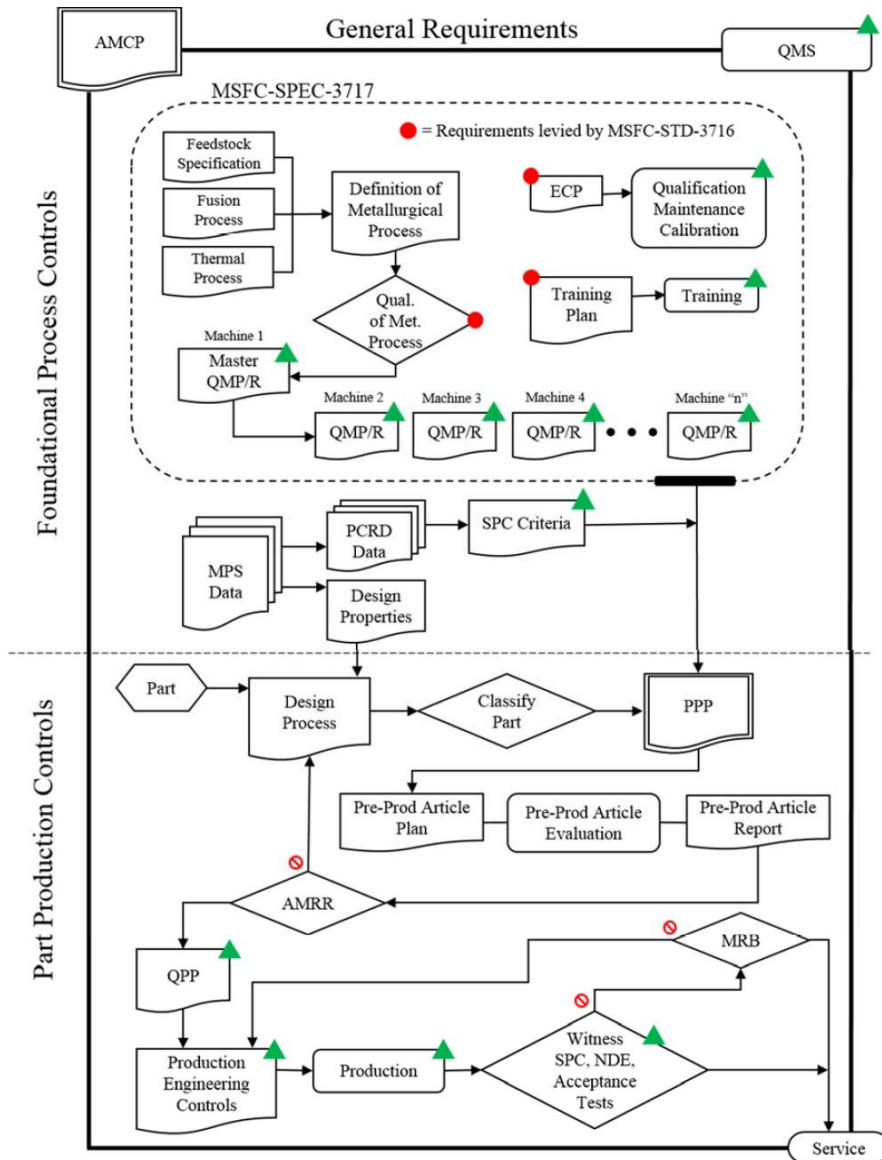 General Requirements
AMCP
QMS
MSFC-SPEC-3717
= Requirements levied by MSFC-STD-3716
Foundational Process Controls
Feedstock
Specification
Fusion
Process
Thermal
Process
Definition of
Metallurgical
Process
ECP
Qualification
Maintenance
Calibration
Qual.
of Met.
Process
Training
Plan
Training
Machine 1
Master
QMP/R
Machine 2
QMP/R
Machine 3
QMP/R
Machine 4
QMP/R
Machine “n”
QMP/R
MPS
Data
PCRD
Data
SPC Criteria
Design
Properties
Part Production Controls
Part
Design
Process
Classify
Part
PPP
Pre-Prod Article
Plan
Pre-Prod Article
Evaluation
Pre-Prod Article
Report
AMRR
MRB
QPP
Production
Engineering
Controls
Production
Witness
SPC, NDE,
Acceptance
Tests
Service